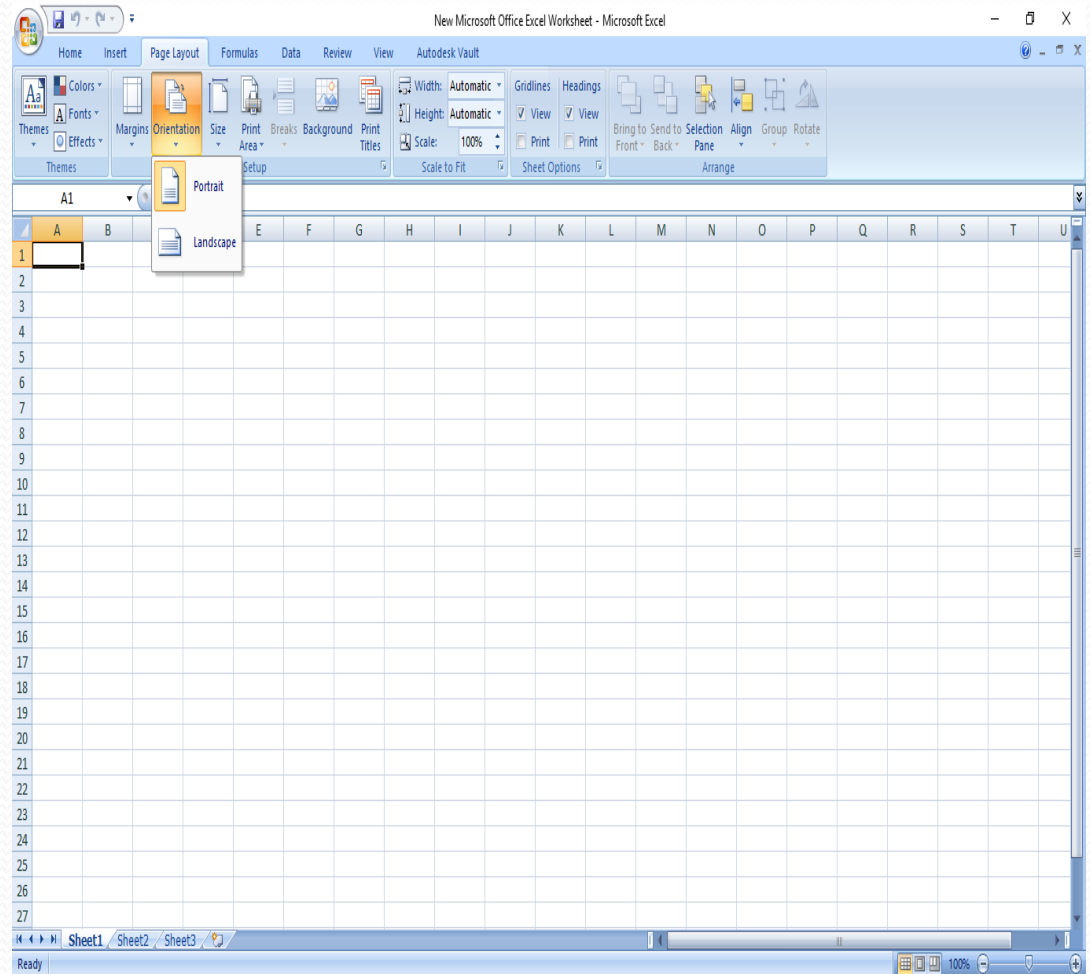 New Microsoft Office Excel Worksheet - Microsoft Excel
Home Insert Page Layout Formulas Data Review View Autodesk Vault
Colors Width: Automatic Gridlines Headings
Aa A Fonts Height: Automatic View View
Themes Effects Margins Orientation Size Print Area Breaks Background Print Titles Scale: 100% Print Print Bring to Front Send to Back Selection Pane Align Group Rotate
Themes Setup Scale to Fit Sheet Options Arrange
Portrait
A1
Landscape
A B E F G H I J K L M N O P Q R S T U
1
2
3
4
5
6
7
8
9
10
11
12
13
14
15
16
17
18
19
20
21
22
23
24
25
26
27
Sheet1 Sheet2 Sheet3
Ready 100%